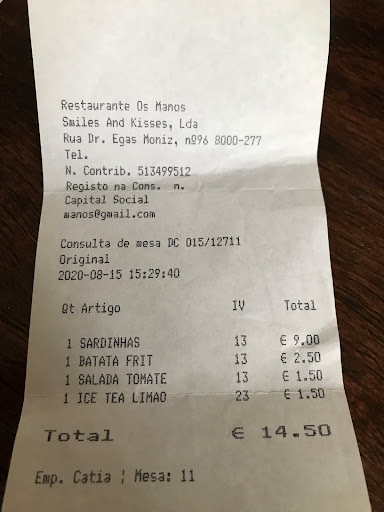 Restaurante Os Manos
Smiles And Kisses, Lda
Rua Dr. Egas Moniz, nº96 8000-277
Tel.
N. Contrib. 513499512
Registo na Cons. n.
Capital Social
manos@gmail.com
Consulta de mesa DC 015/12711
Original
2020-08-15 15:29:40
Qt Artigo IV Total
1 SARDINHAS 13 € 9.00
1 BATATA FRIT 13 € 2.50
1 SALADA TOMATE 13 € 1.50
1 ICE TEA LIMAO 23 € 1.50
Total € 14.50
Emp. Catia ¦ Mesa: 11